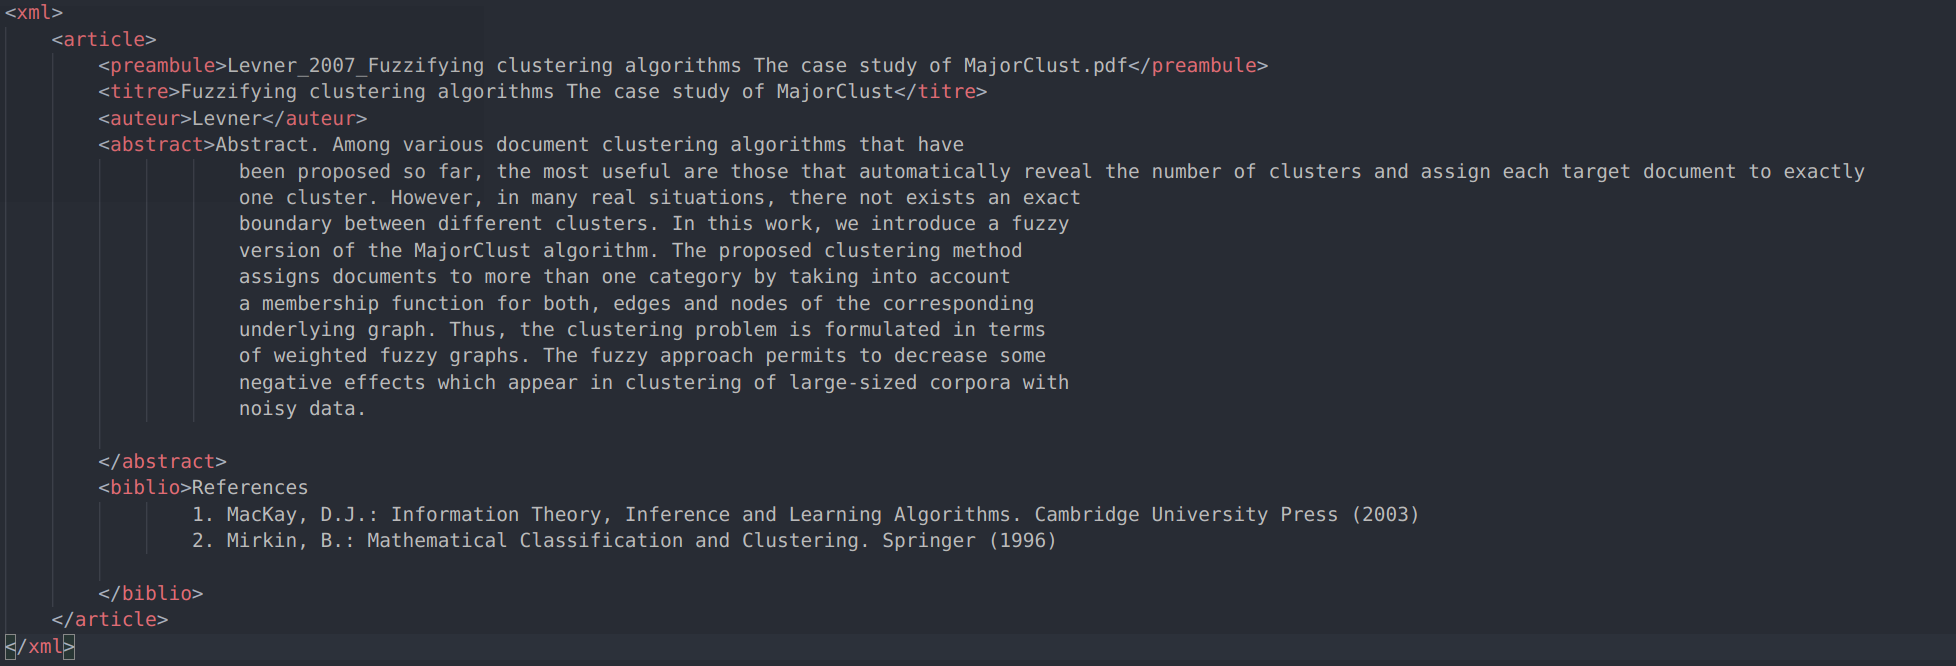 <xml>
<article>
<preambule>Levner_2007_Fuzzifying clustering algorithms The case study of MajorClust.pdf</preambule>
<titre>Fuzzifying clustering algorithms The case study of MajorClust</titre>
<auteur>Levner</auteur>
<abstract>Abstract. Among various document clustering algorithms that have
been proposed so far, the most useful are those that automatically reveal the number of clusters and assign each target document to exactly
one cluster. However, in many real situations, there not exists an exact
boundary between different clusters. In this work, we introduce a fuzzy
version of the MajorClust algorithm. The proposed clustering method
assigns documents to more than one category by taking into account
a membership function for both, edges and nodes of the corresponding
underlying graph. Thus, the clustering problem is formulated in terms
of weighted fuzzy graphs. The fuzzy approach permits to decrease some
negative effects which appear in clustering of large-sized corpora with
noisy data.
</abstract>
<biblio>References
1. MacKay, D.J.: Information Theory, Inference and Learning Algorithms. Cambridge University Press (2003)
2. Mirkin, B.: Mathematical Classification and Clustering. Springer (1996)
</biblio>
</article>
</xml>